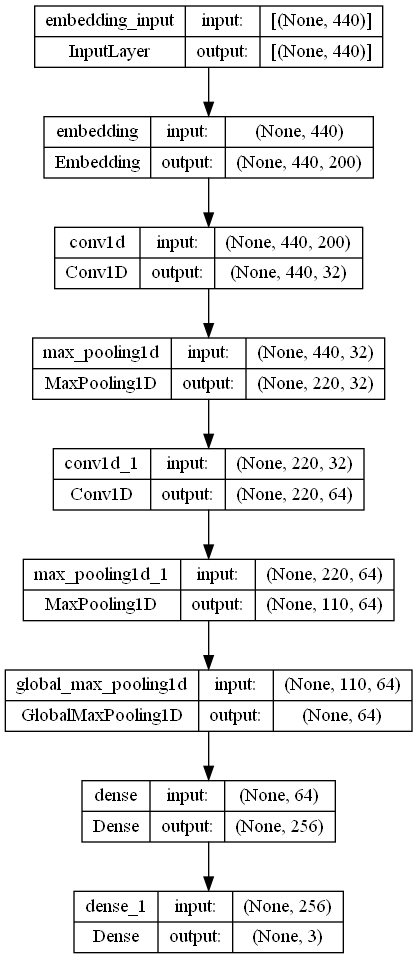 embedding_input input: [(None, 440)]
InputLayer output: [(None, 440)]
embedding input: (None, 440)
Embedding output: (None, 440, 200)
conv1d input: (None, 440, 200)
Conv1D output: (None, 440, 32)
max_pooling1d input: (None, 440, 32)
MaxPooling1D output: (None, 220, 32)
conv1d_1 input: (None, 220, 32)
Conv1D output: (None, 220, 64)
max_pooling1d_1 input: (None, 220, 64)
MaxPooling1D output: (None, 110, 64)
global_max_pooling1d input: (None, 110, 64)
GlobalMaxPooling1D output: (None, 64)
dense input: (None, 64)
Dense output: (None, 256)
dense_1 input: (None, 256)
Dense output: (None, 3)